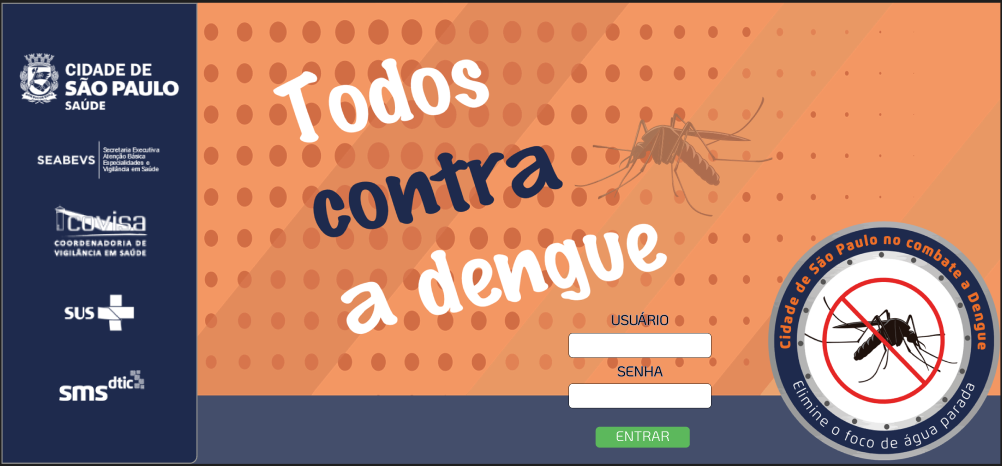 CIDADE DE
SÃO PAULO
SAÚDE
SEABEVS
Secretaria Executiva
Atenção Básica
Especialidades e
Vigilância em Saúde
covisa
COORDENADORIA DE
VIGILÂNCIA EM SAÚDE
SUS
sms dtic
Todos
contra
a dengue
USUÁRIO
SENHA
ENTRAR
Cidade de São Paulo no combate a Dengue
Elimine o foco de água parada